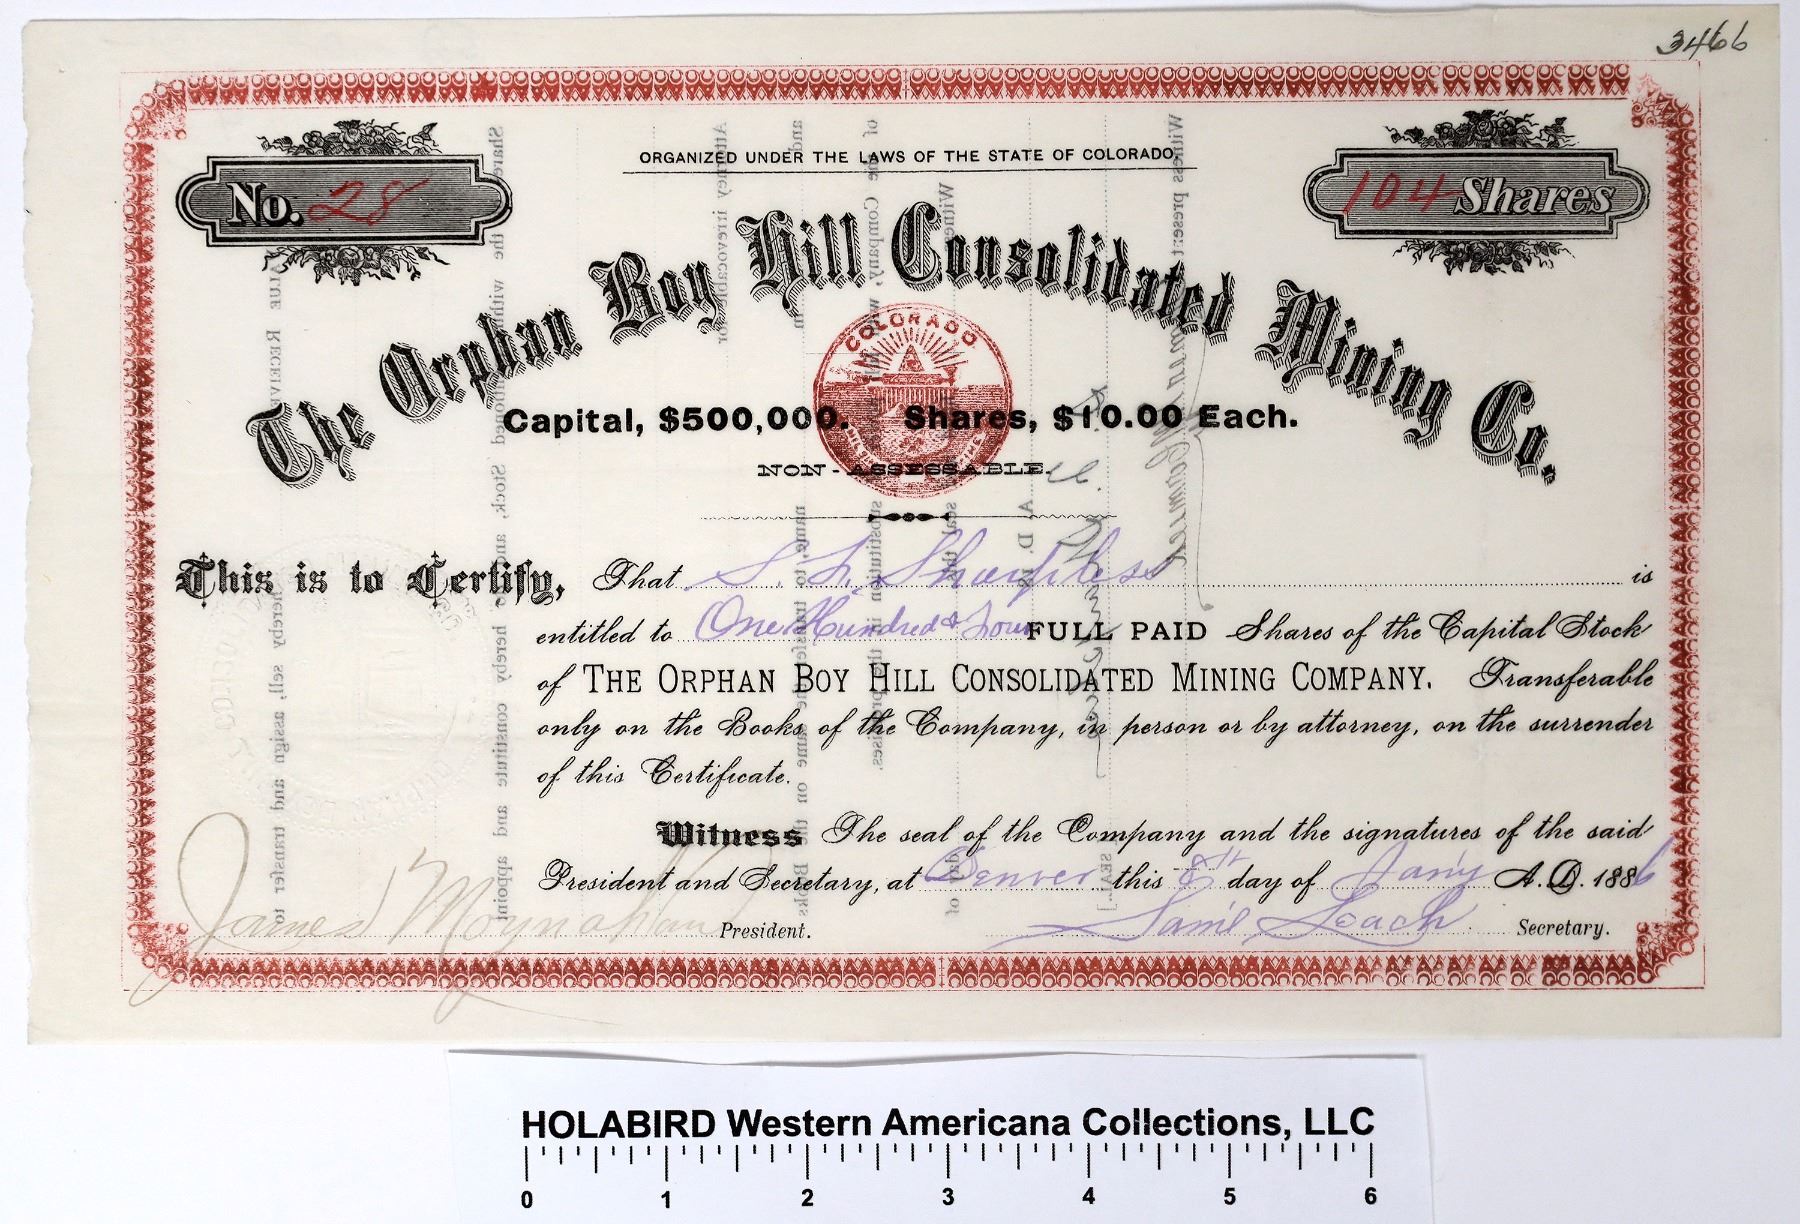 3466
ORGANIZED UNDER THE LAWS OF THE STATE OF COLORADO.
No. 28
104 Shares
The Orphan Boy Hill Consolidated Mining Co.
COLORADO
Capital, $500,000. Shares, $10.00 Each.
NON-ASSESSABLE.
This is to Certify, That S. L. Sharpless is
entitled to One Hundred & Four FULL PAID Shares of the Capital Stock
of THE ORPHAN BOY HILL CONSOLIDATED MINING COMPANY. Transferable
only on the Books of the Company, in person or by attorney, on the surrender
of this Certificate.
Witness The seal of the Company and the signatures of the said
President and Secretary, at Denver this 8th day of Jany A. D. 1886
James Moynahan President. Saml Leach Secretary.
HOLABIRD Western Americana Collections, LLC
0 1 2 3 4 5 6